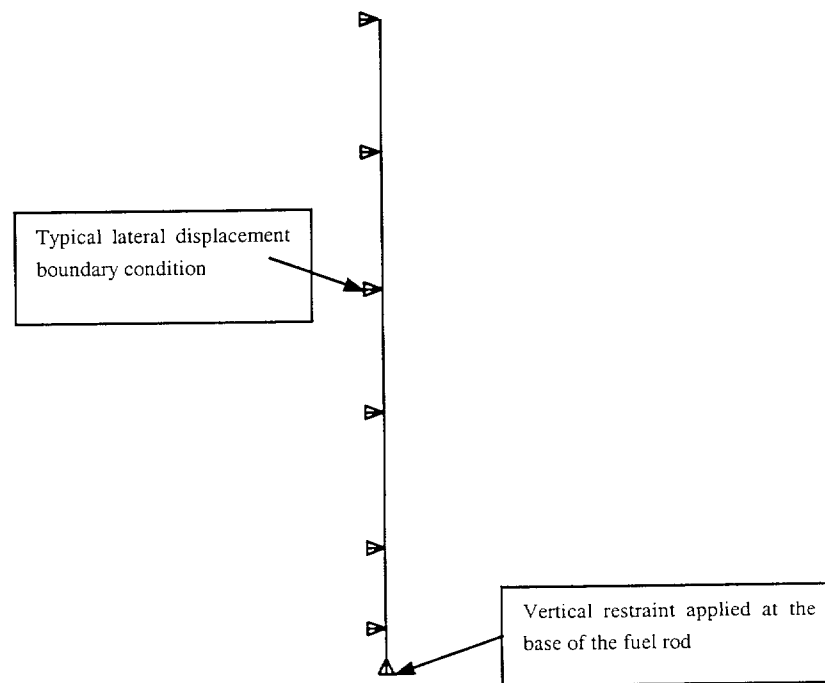 Typical lateral displacement
boundary condition
Vertical restraint applied at the
base of the fuel rod